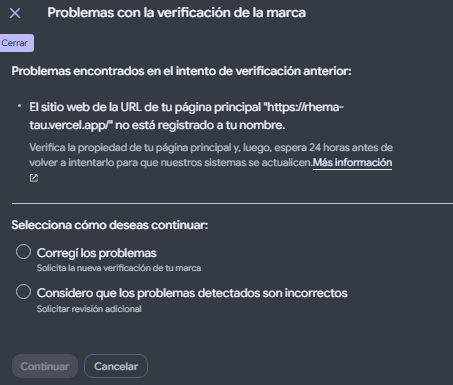 Problemas con la verificación de la marca
Cerrar
Problemas encontrados en el intento de verificación anterior:
• El sitio web de la URL de tu página principal "https://rhema-
tau.vercel.app/" no está registrado a tu nombre.
Verifica la propiedad de tu página principal y, luego, espera 24 horas antes de
volver a intentarlo para que nuestros sistemas se actualicen.Más información
Selecciona cómo deseas continuar:
Corregí los problemas
Solicita la nueva verificación de tu marca
Considero que los problemas detectados son incorrectos
Solicitar revisión adicional
Continuar
Cancelar